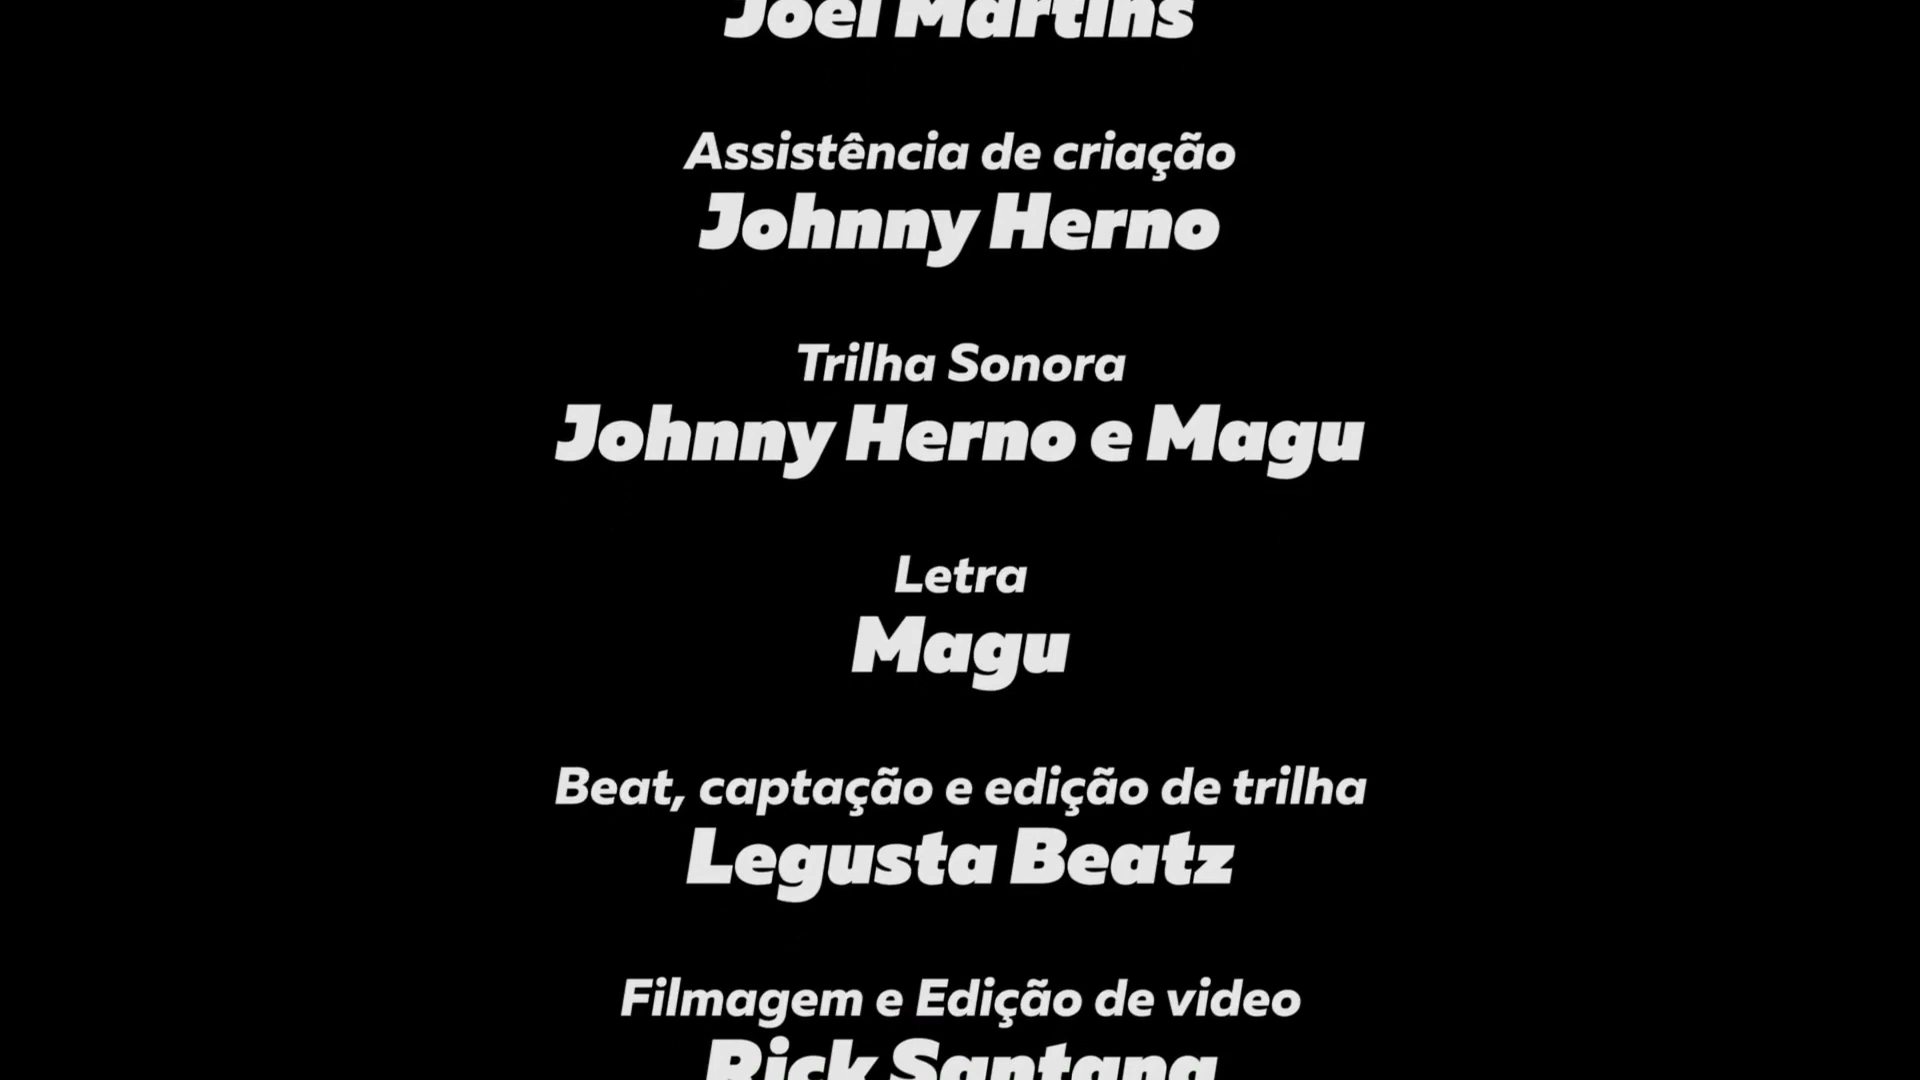 Joel Martins
Assistência de criação
Johnny Herno
Trilha Sonora
Johnny Herno e Magu
Letra
Magu
Beat, captação e edição de trilha
Legusta Beatz
Filmagem e Edição de video
Rick Santana